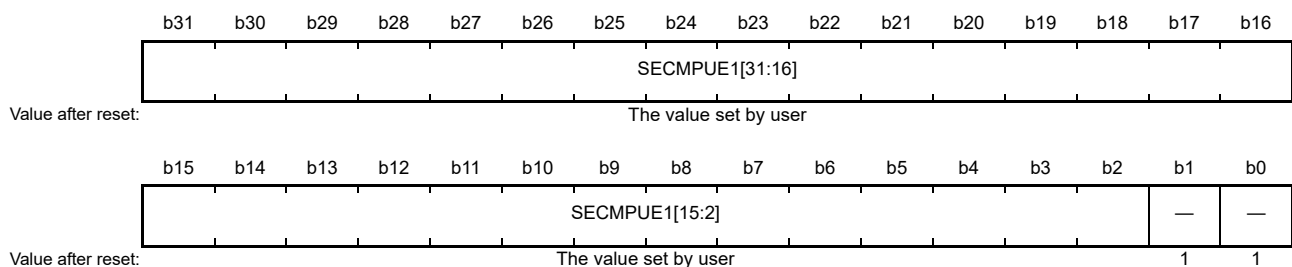 b31 b30 b29 b28 b27 b26 b25 b24 b23 b22 b21 b20 b19 b18 b17 b16
SECMPUE1[31:16]
Value after reset: The value set by user
b15 b14 b13 b12 b11 b10 b9 b8 b7 b6 b5 b4 b3 b2 b1 b0
SECMPUE1[15:2] — —
Value after reset: The value set by user 1 1